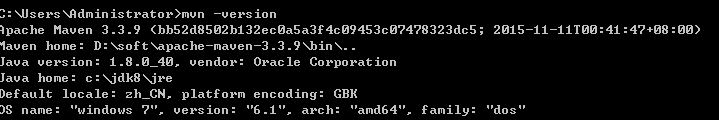 C:\Users\Administrator>mvn -version
Apache Maven 3.3.9 (bb52d8502b132ec0a5a3f4c09453c07478323dc5; 2015-11-11T00:41:47+08:00)
Maven home: D:\soft\apache-maven-3.3.9\bin\..
Java version: 1.8.0_40, vendor: Oracle Corporation
Java home: c:\jdk8\jre
Default locale: zh_CN, platform encoding: GBK
OS name: "windows 7", version: "6.1", arch: "amd64", family: "dos"